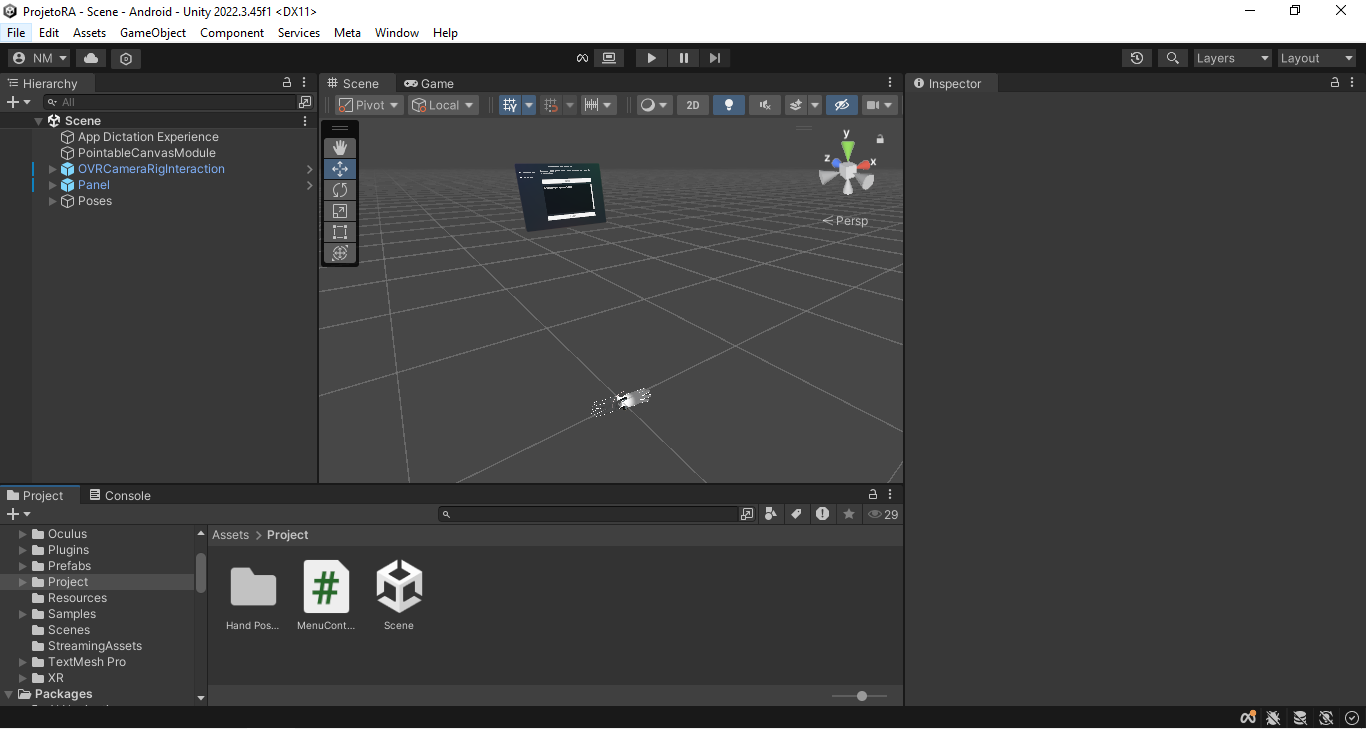 ProjetoRA - Scene - Android - Unity 2022.3.45f1 <DX11>
File Edit Assets GameObject Component Services Meta Window Help
NM Layers Layout
Hierarchy
All
Scene
App Dictation Experience
PointableCanvasModule
OVRCameraRigInteraction
Panel
Poses
Scene Game
Pivot Local 2D
y
z x
Persp
Inspector
Project Console
29
Oculus
Plugins
Prefabs
Project
Resources
Samples
Scenes
StreamingAssets
TextMesh Pro
XR
Packages
Assets > Project
Hand Pos... MenuCont... Scene